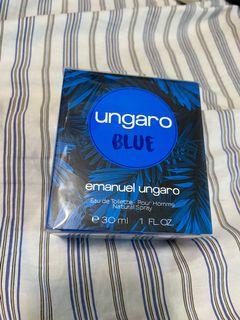 ungaro
BLUE
emanuel ungaro
Eau de Toilette - Pour Homme
Natural Spray
e 30 ml 1 FL. OZ.